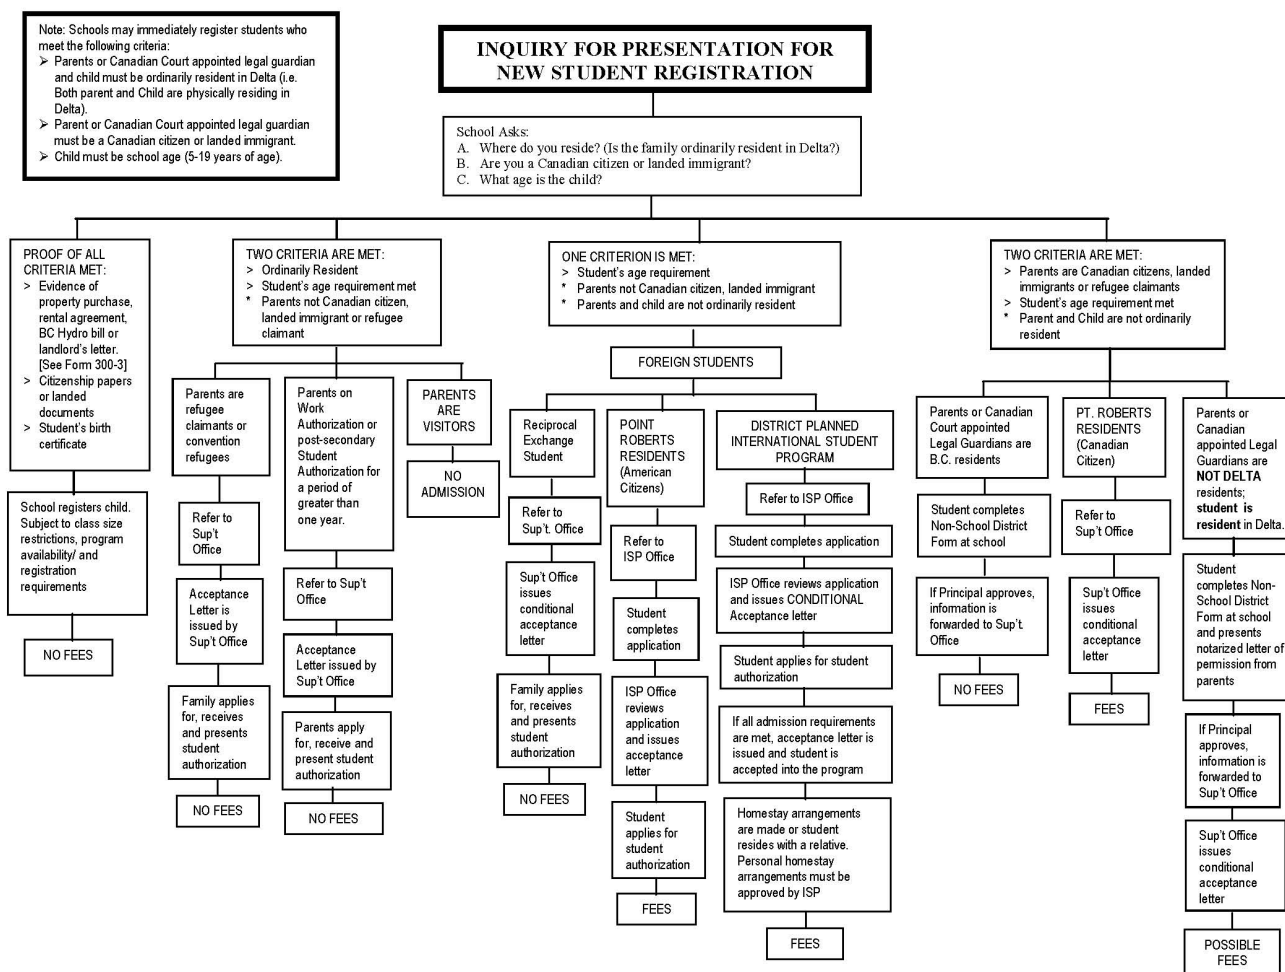 Note: Schools may immediately register students who
meet the following criteria:
➢ Parents or Canadian Court appointed legal guardian
and child must be ordinarily resident in Delta (i.e.
Both parent and Child are physically residing in
Delta).
➢ Parent or Canadian Court appointed legal guardian
must be a Canadian citizen or landed immigrant.
➢ Child must be school age (5-19 years of age).
INQUIRY FOR PRESENTATION FOR
NEW STUDENT REGISTRATION
School Asks:
A. Where do you reside? (Is the family ordinarily resident in Delta?)
B. Are you a Canadian citizen or landed immigrant?
C. What age is the child?
PROOF OF ALL
CRITERIA MET:
> Evidence of
property purchase,
rental agreement,
BC Hydro bill or
landlord's letter.
[See Form 300-3]
> Citizenship papers
or landed
documents
> Student's birth
certificate
School registers child.
Subject to class size
restrictions, program
availability/ and
registration
requirements
NO FEES
TWO CRITERIA ARE MET:
> Ordinarily Resident
> Student's age requirement met
* Parents not Canadian citizen,
landed immigrant or refugee
claimant
Parents are
refugee
claimants or
convention
refugees
Refer to
Sup't
Office
Acceptance
Letter is
issued by
Sup't Office
Family applies
for, receives
and presents
student
authorization
NO FEES
Parents on
Work
Authorization or
post-secondary
Student
Authorization for
a period of
greater than
one year.
Refer to Sup't
Office
Acceptance
Letter issued by
Sup't Office
Parents apply
for, receive and
present student
authorization
NO FEES
PARENTS
ARE
VISITORS
NO
ADMISSION
ONE CRITERION IS MET:
> Student's age requirement
* Parents not Canadian citizen, landed immigrant
* Parents and child are not ordinarily resident
FOREIGN STUDENTS
Reciprocal
Exchange
Student
Refer to
Sup't. Office
Sup't Office
issues
conditional
acceptance
letter
Family applies
for, receives
and presents
student
authorization
NO FEES
POINT
ROBERTS
RESIDENTS
(American
Citizens)
Refer to
ISP Office
Student
completes
application
ISP Office
reviews
application
and issues
acceptance
letter
Student
applies for
student
authorization
FEES
DISTRICT PLANNED
INTERNATIONAL STUDENT
PROGRAM
Refer to ISP Office
Student completes application
ISP Office reviews application
and issues CONDITIONAL
Acceptance letter
Student applies for student
authorization
If all admission requirements
are met, acceptance letter is
issued and student is
accepted into the program
Homestay arrangements
are made or student
resides with a relative.
Personal homestay
arrangements must be
approved by ISP
FEES
TWO CRITERIA ARE MET:
> Parents are Canadian citizens, landed
immigrants or refugee claimants
> Student's age requirement met
* Parent and Child are not ordinarily
resident
Parents or Canadian
Court appointed
Legal Guardians are
B.C. residents
Student completes
Non-School District
Form at school
If Principal approves,
information is
forwarded to Sup't.
Office
NO FEES
PT. ROBERTS
RESIDENTS
(Canadian
Citizen)
Refer to
Sup't Office
Sup't Office
issues
conditional
acceptance
letter
FEES
Parents or
Canadian
appointed Legal
Guardians are
NOT DELTA
residents;
student is
resident in Delta.
Student
completes Non-
School District
Form at school
and presents
notarized letter of
permission from
parents
If Principal
approves,
information is
forwarded to
Sup't Office
Sup't Office
issues
conditional
acceptance
letter
POSSIBLE
FEES